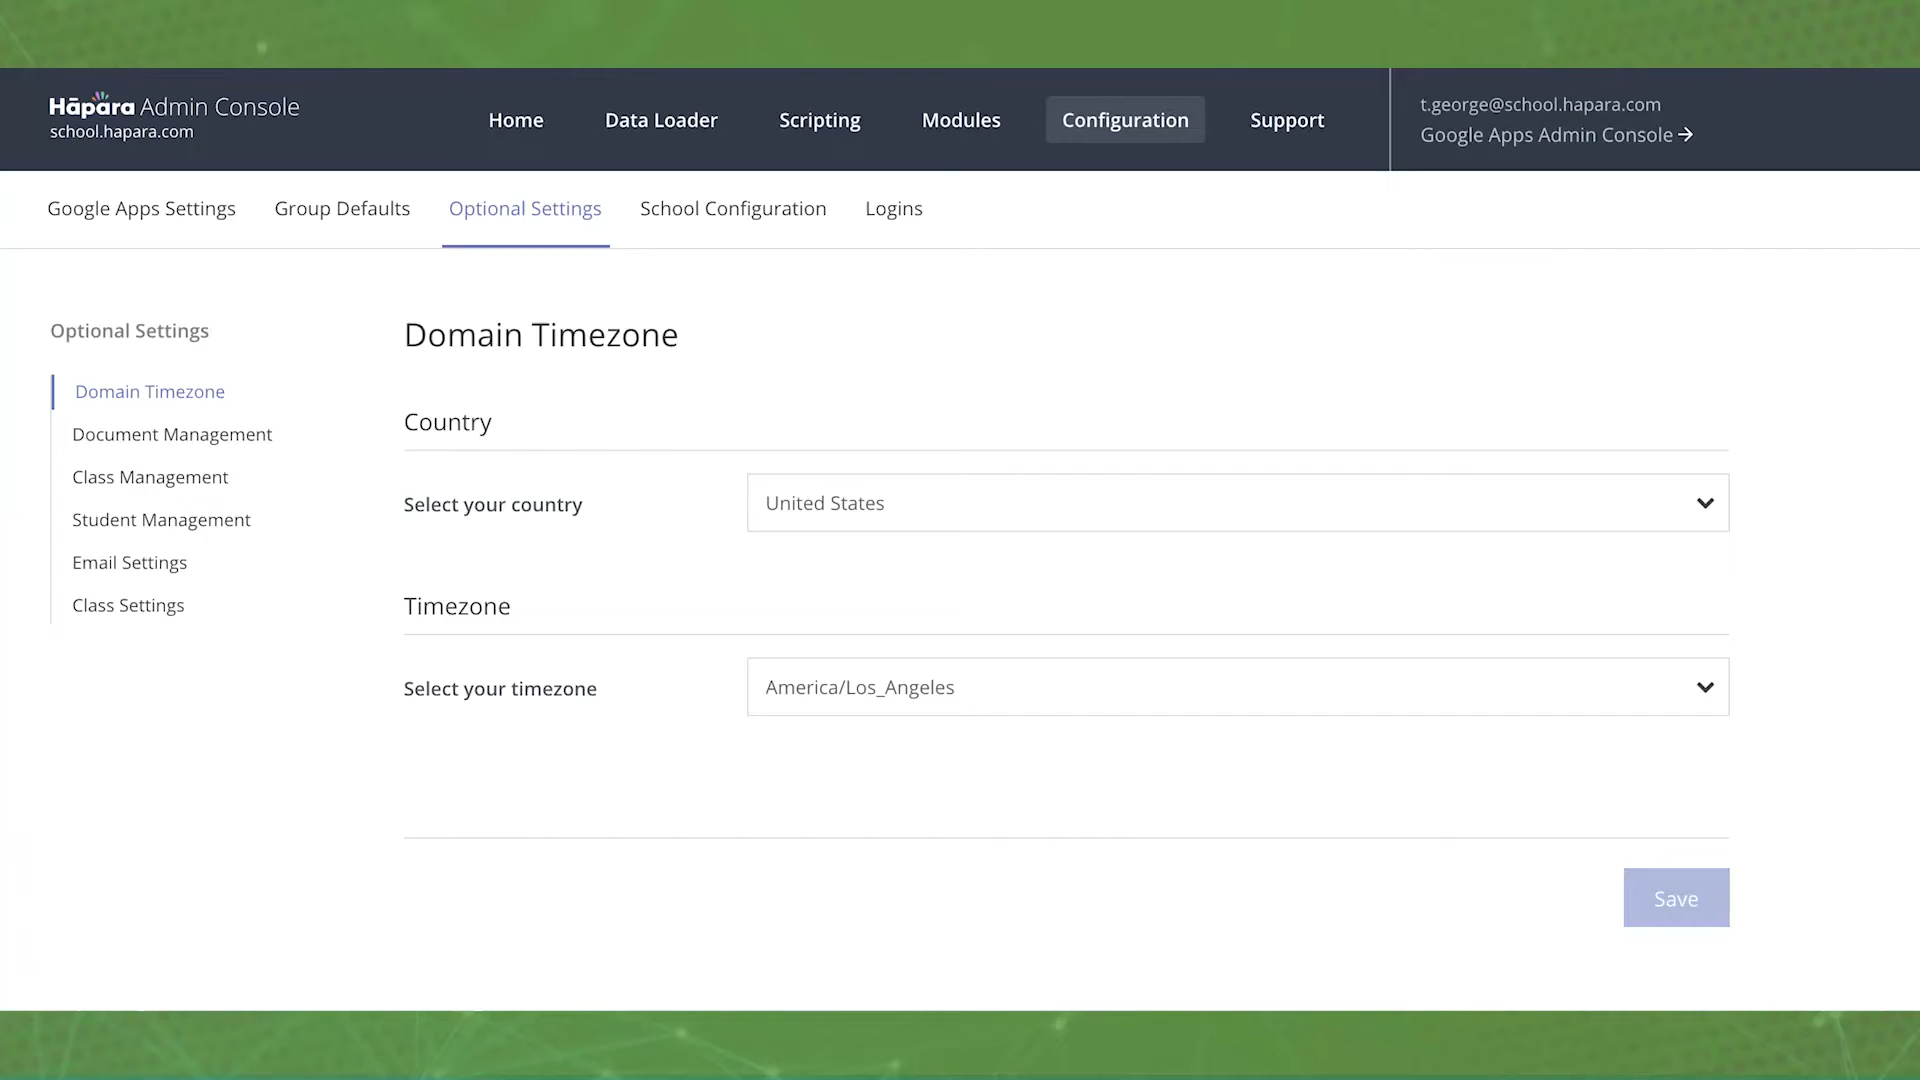 Hāpara Admin Console
school.hapara.com
Home
Data Loader
Scripting
Modules
Configuration
Support
t.george@school.hapara.com
Google Apps Admin Console →
Google Apps Settings
Group Defaults
Optional Settings
School Configuration
Logins
Optional Settings
Domain Timezone
Document Management
Class Management
Student Management
Email Settings
Class Settings
Domain Timezone
Country
Select your country
United States
Timezone
Select your timezone
America/Los_Angeles
Save